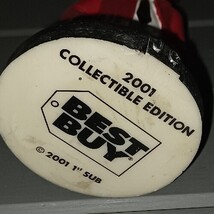 2001
COLLECTIBLE EDITION
BEST
BUY
© 2001 1st SUB